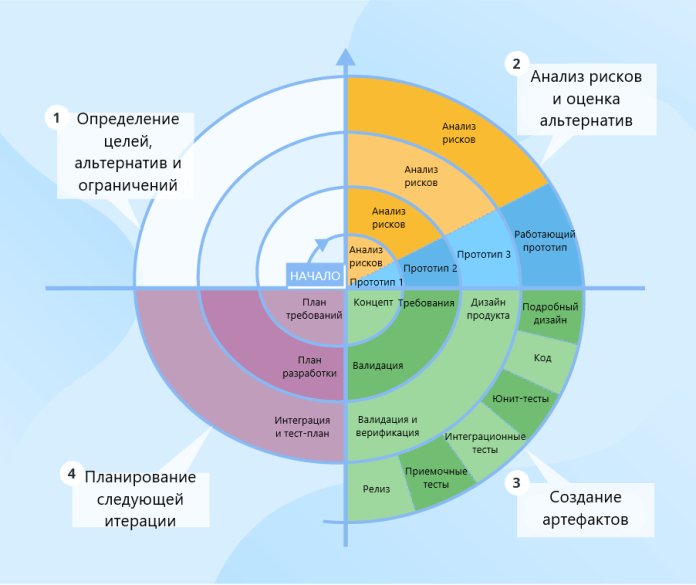 1
Определение
целей,
альтернатив и
ограничений
2
Анализ рисков
и оценка
альтернатив
Анализ
рисков
Анализ
рисков
Анализ
рисков
Анализ
рисков
Работающий
прототип
Прототип 3
Прототип 2
Прототип 1
НАЧАЛО
План
требований
Концепт
Требования
Дизайн
продукта
Подробный
дизайн
Код
План
разработки
Валидация
Юнит-тесты
Интеграция
и тест-план
Валидация и
верификация
Интеграционные
тесты
Приемочные
тесты
Релиз
4
Планирование
следующей
итерации
3
Создание
артефактов